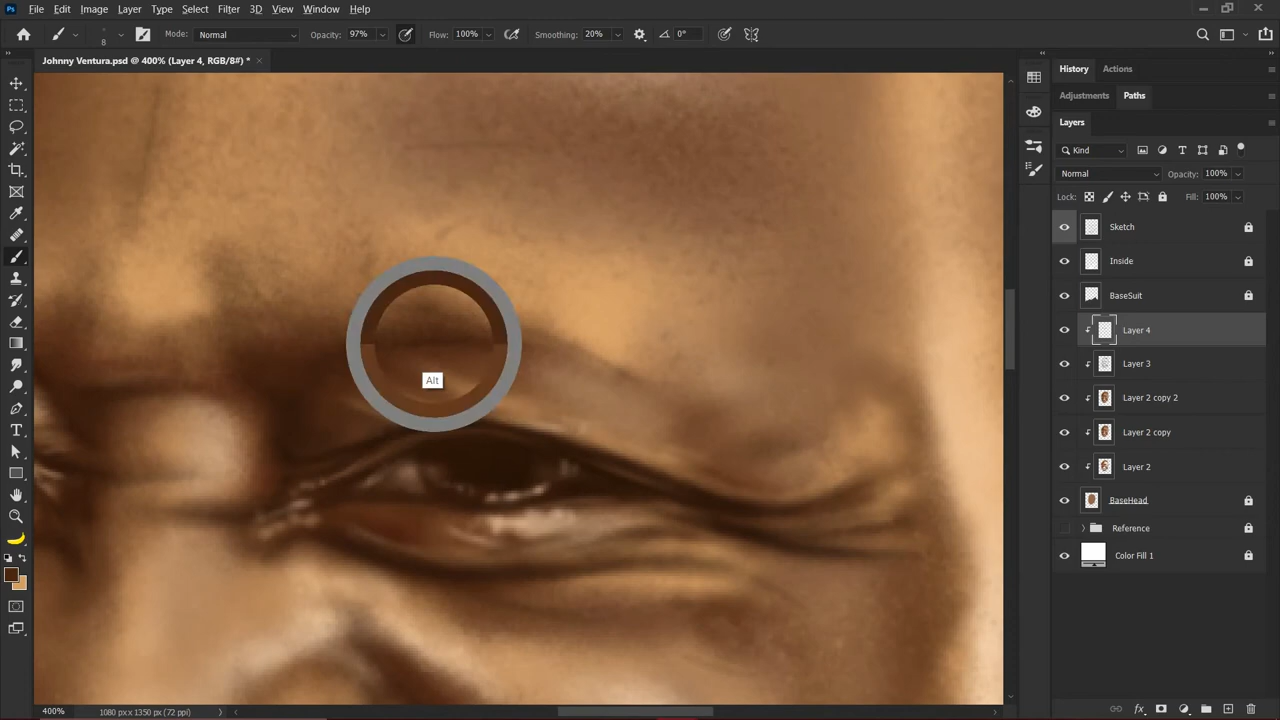 Ps File Edit Image Layer Type Select Filter 3D View Window Help
8 Mode: Normal Opacity: 97% Flow: 100% Smoothing: 20% 0°
Johnny Ventura.psd @ 400% (Layer 4, RGB/8#) *
History Actions
Adjustments Paths
Layers
Kind
Normal Opacity: 100%
Lock: Fill: 100%
Sketch
Inside
BaseSuit
Layer 4
Layer 3
Layer 2 copy 2
Layer 2 copy
Layer 2
BaseHead
Reference
Color Fill 1
Alt
400% 1080 px x 1350 px (72 ppi)